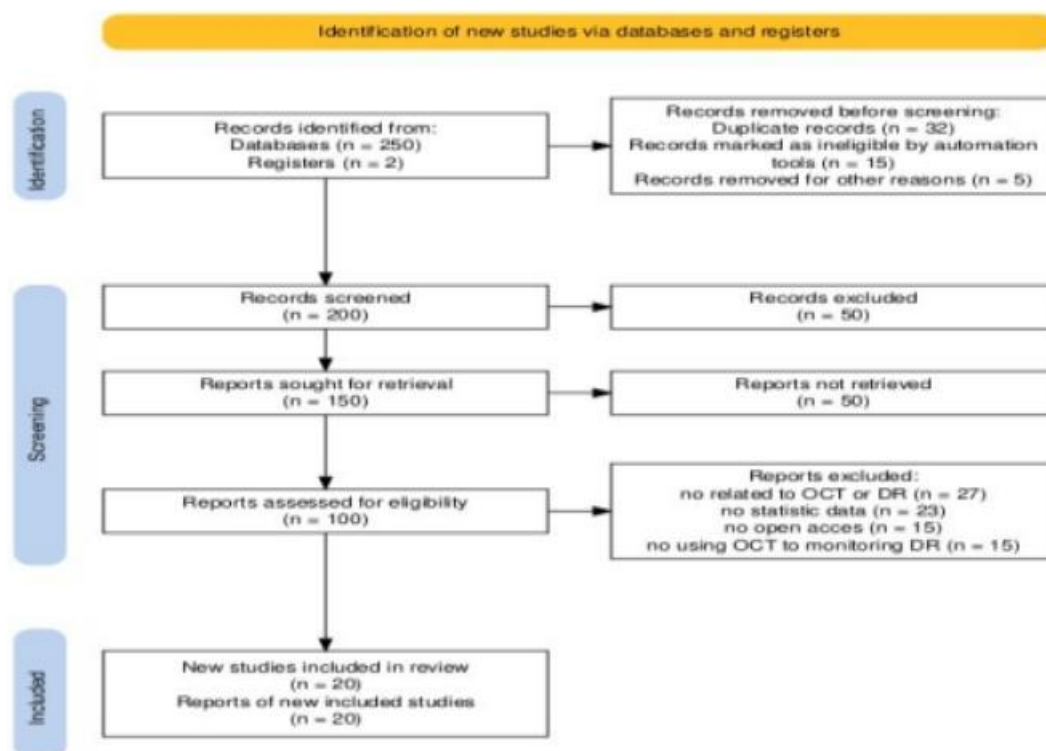 Identification of new studies via databases and registers
Identification
Records identified from:
Databases (n = 250)
Registers (n = 2)
Records removed before screening:
Duplicate records (n = 32)
Records marked as ineligible by automation
tools (n = 15)
Records removed for other reasons (n = 5)
Screening
Records screened
(n = 200)
Records excluded
(n = 50)
Reports sought for retrieval
(n = 150)
Reports not retrieved
(n = 50)
Reports assessed for eligibility
(n = 100)
Reports excluded:
no related to OCT or DR (n = 27)
no statistic data (n = 23)
no open acces (n = 15)
no using OCT to monitoring DR (n = 15)
Included
New studies included in review
(n = 20)
Reports of new included studies
(n = 20)